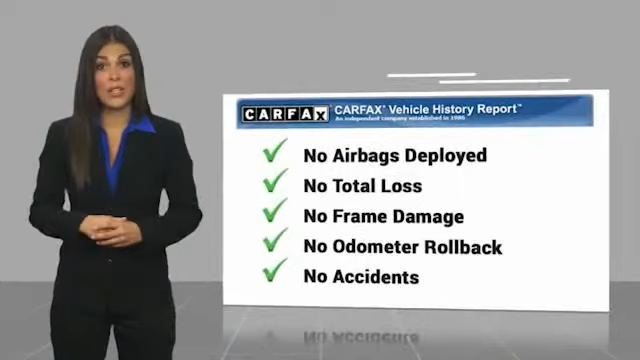 CARFAX CARFAX® Vehicle History Report™
An independent company established in 1986
No Airbags Deployed
No Total Loss
No Frame Damage
No Odometer Rollback
No Accidents